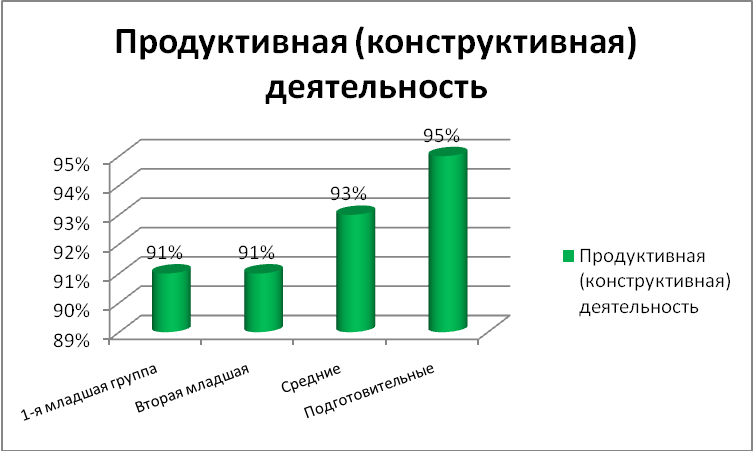 Продуктивная (конструктивная)
деятельность
95%
94%
93%
92%
91%
90%
89%
91%
91%
93%
95%
1-я младшая группа
Вторая младшая
Средние
Подготовительные
Продуктивная
(конструктивная)
деятельность